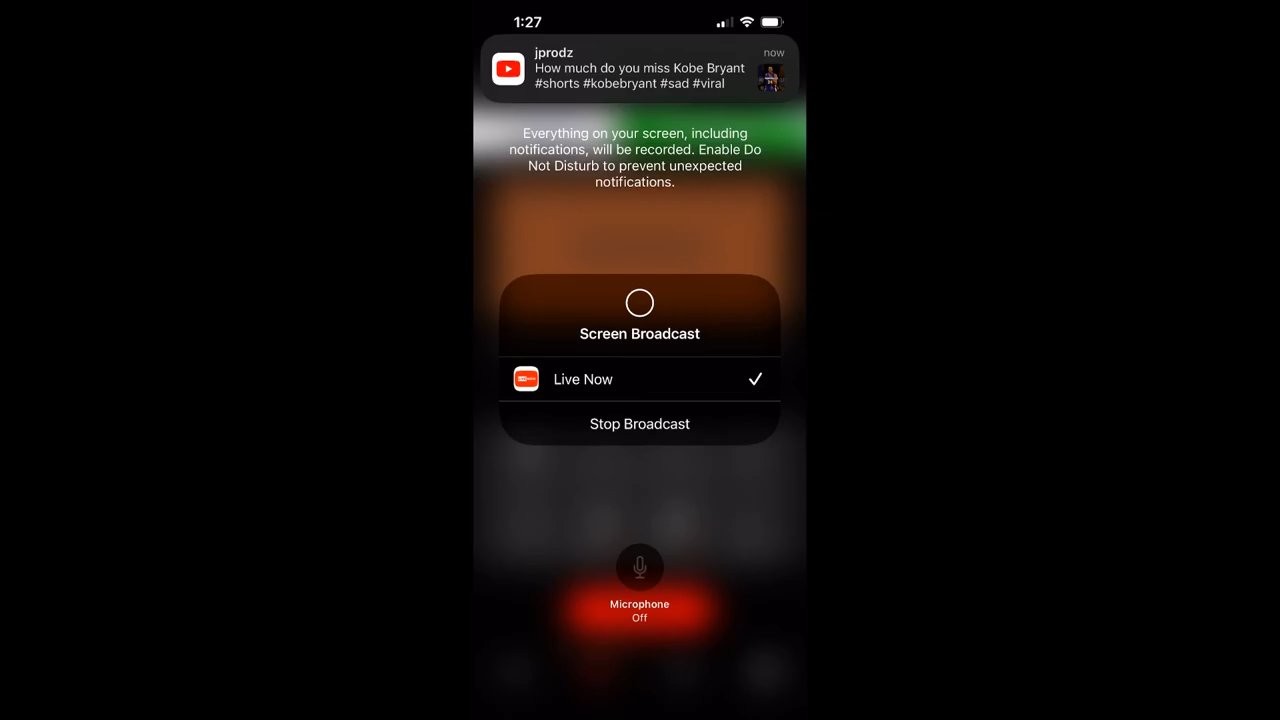 1:27
jprodz
now
How much do you miss Kobe Bryant
#shorts #kobebryant #sad #viral
Everything on your screen, including
notifications, will be recorded. Enable Do
Not Disturb to prevent unexpected
notifications.
Screen Broadcast
Live Now
Stop Broadcast
Microphone
Off